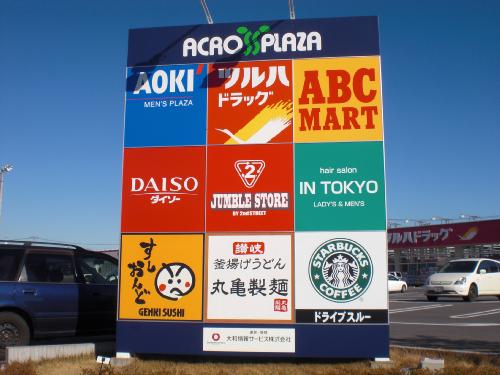 ACROSS PLAZA
AOKI
MEN'S PLAZA
ツルハ
ドラッグ
ABC
MART
DAISO
ダイソー
2
JUMBLE STORE
BY 2nd STREET
hair salon
IN TOKYO
LADY'S & MEN'S
すしおんど
GENKI SUSHI
讃岐
釜揚げうどん
丸亀製麺
STARBUCKS
COFFEE
ドライブスルー
大和情報サービス株式会社
ツルハドラッグ